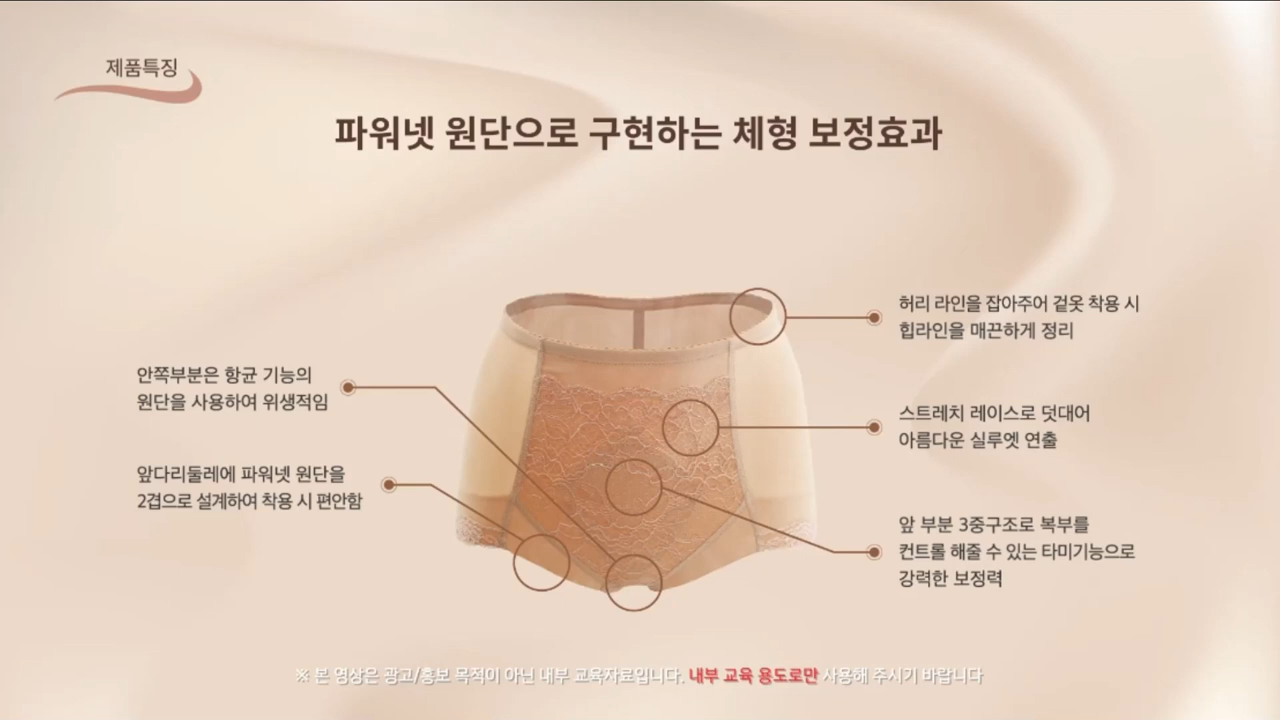 제품특징
파워넷 원단으로 구현하는 체형 보정효과
허리 라인을 잡아주어 겉옷 착용 시
힙라인을 매끈하게 정리
안쪽부분은 항균 기능의
원단을 사용하여 위생적임
스트레치 레이스로 덧대어
아름다운 실루엣 연출
앞다리둘레에 파워넷 원단을
2겹으로 설계하여 착용 시 편안함
앞 부분 3중구조로 복부를
컨트롤 해줄 수 있는 타미기능으로
강력한 보정력
※ 본 영상은 광고/홍보 목적이 아닌 내부 교육자료입니다. 내부 교육 용도로만 사용해 주시기 바랍니다